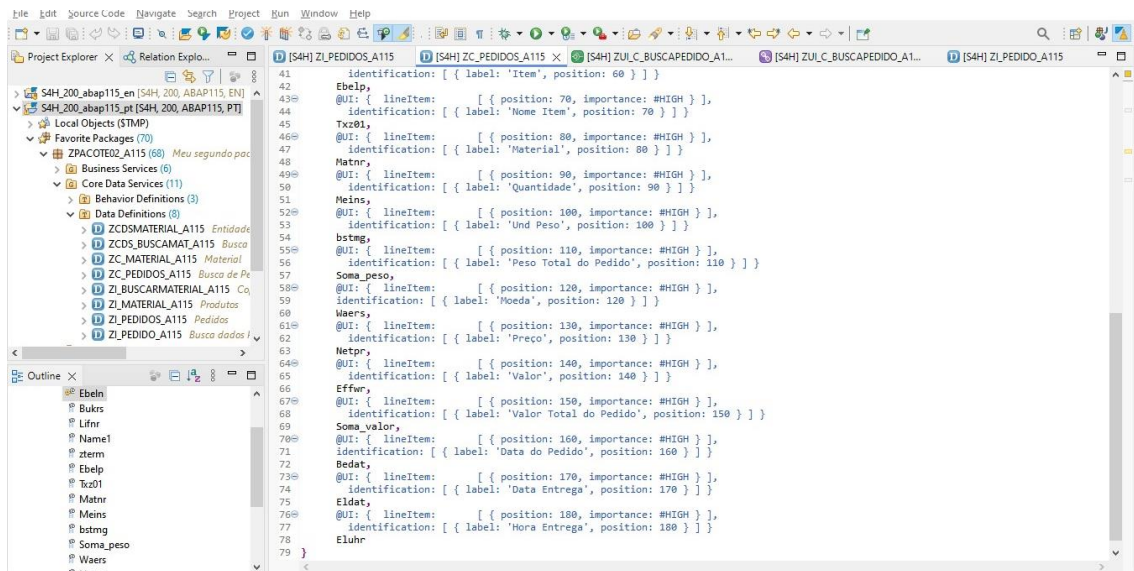 File Edit Source Code Navigate Search Project Run Window Help
Project Explorer Relation Explo...
[S4H] ZI_PEDIDOS_A115 [S4H] ZC_PEDIDOS_A115 [S4H] ZUI_C_BUSCAPEDIDO_A1... [S4H] ZUI_C_BUSCAPEDIDO_A1... [S4H] ZI_PEDIDO_A115
S4H_200_abap115_en [S4H, 200, ABAP115, EN]
S4H_200_abap115_pt [S4H, 200, ABAP115, PT]
Local Objects ($TMP)
Favorite Packages (70)
ZPACOTE02_A115 (68) Meu segundo pac
Business Services (6)
Core Data Services (11)
Behavior Definitions (3)
Data Definitions (8)
ZCDSMATERIAL_A115 Entidade
ZCDS_BUSCAMAT_A115 Busca
ZC_MATERIAL_A115 Material
ZC_PEDIDOS_A115 Busca de Pe
ZI_BUSCARMATERIAL_A115 Co
ZI_MATERIAL_A115 Produtos
ZI_PEDIDOS_A115 Pedidos
ZI_PEDIDO_A115 Busca dados
Outline
Ebeln
Bukrs
Lifnr
Name1
zterm
Ebelp
Txz01
Matnr
Meins
bstmg
Soma_peso
Waers
41 identification: [ { label: 'Item', position: 60 } ] }
42 Ebelp,
43 @UI: { lineItem: [ { position: 70, importance: #HIGH } ],
44 identification: [ { label: 'Nome Item', position: 70 } ] }
45 Txz01,
46 @UI: { lineItem: [ { position: 80, importance: #HIGH } ],
47 identification: [ { label: 'Material', position: 80 } ] }
48 Matnr,
49 @UI: { lineItem: [ { position: 90, importance: #HIGH } ],
50 identification: [ { label: 'Quantidade', position: 90 } ] }
51 Meins,
52 @UI: { lineItem: [ { position: 100, importance: #HIGH } ],
53 identification: [ { label: 'Und Peso', position: 100 } ] }
54 bstmg,
55 @UI: { lineItem: [ { position: 110, importance: #HIGH } ],
56 identification: [ { label: 'Peso Total do Pedido', position: 110 } ] }
57 Soma_peso,
58 @UI: { lineItem: [ { position: 120, importance: #HIGH } ],
59 identification: [ { label: 'Moeda', position: 120 } ] }
60 Waers,
61 @UI: { lineItem: [ { position: 130, importance: #HIGH } ],
62 identification: [ { label: 'Preço', position: 130 } ] }
63 Netpr,
64 @UI: { lineItem: [ { position: 140, importance: #HIGH } ],
65 identification: [ { label: 'Valor', position: 140 } ] }
66 Effwr,
67 @UI: { lineItem: [ { position: 150, importance: #HIGH } ],
68 identification: [ { label: 'Valor Total do Pedido', position: 150 } ] }
69 Soma_valor,
70 @UI: { lineItem: [ { position: 160, importance: #HIGH } ],
71 identification: [ { label: 'Data do Pedido', position: 160 } ] }
72 Bedat,
73 @UI: { lineItem: [ { position: 170, importance: #HIGH } ],
74 identification: [ { label: 'Data Entrega', position: 170 } ] }
75 Eldat,
76 @UI: { lineItem: [ { position: 180, importance: #HIGH } ],
77 identification: [ { label: 'Hora Entrega', position: 180 } ] }
78 Eluhr
79 }